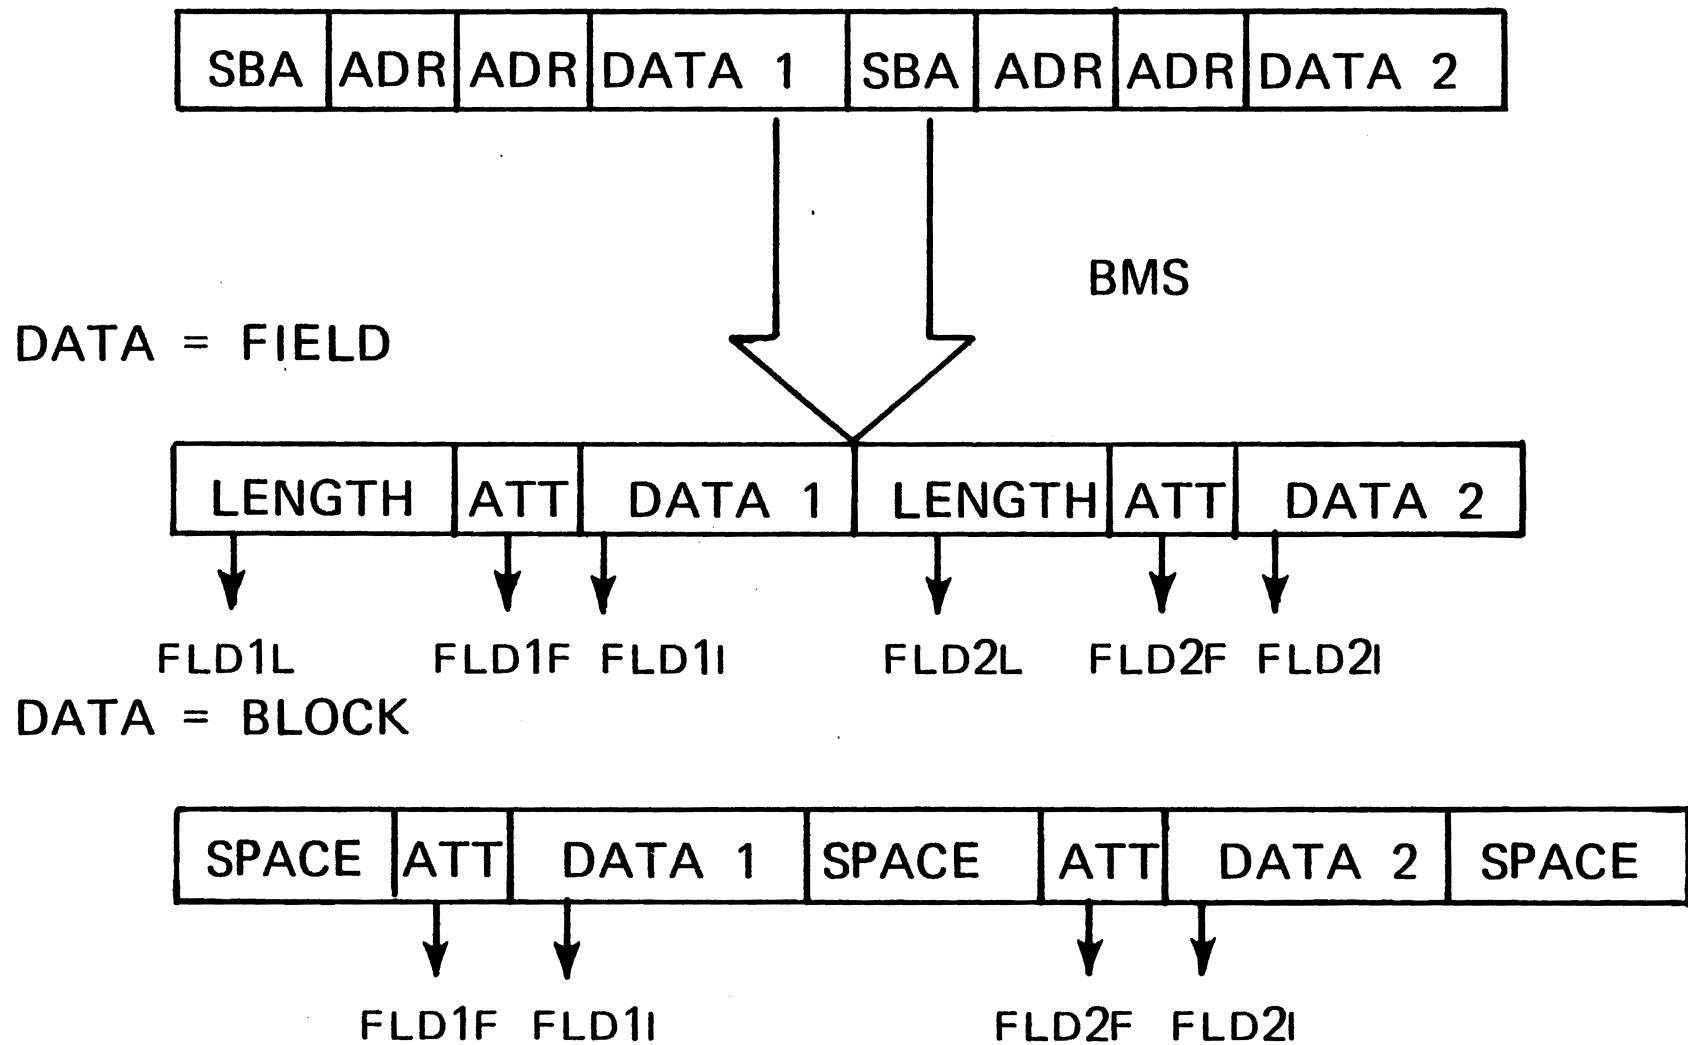 SBA ADR ADR DATA 1 SBA ADR ADR DATA 2
BMS
DATA = FIELD
LENGTH ATT DATA 1 LENGTH ATT DATA 2
FLD1L FLD1F FLD1I FLD2L FLD2F FLD2I
DATA = BLOCK
SPACE ATT DATA 1 SPACE ATT DATA 2 SPACE
FLD1F FLD1I FLD2F FLD2I